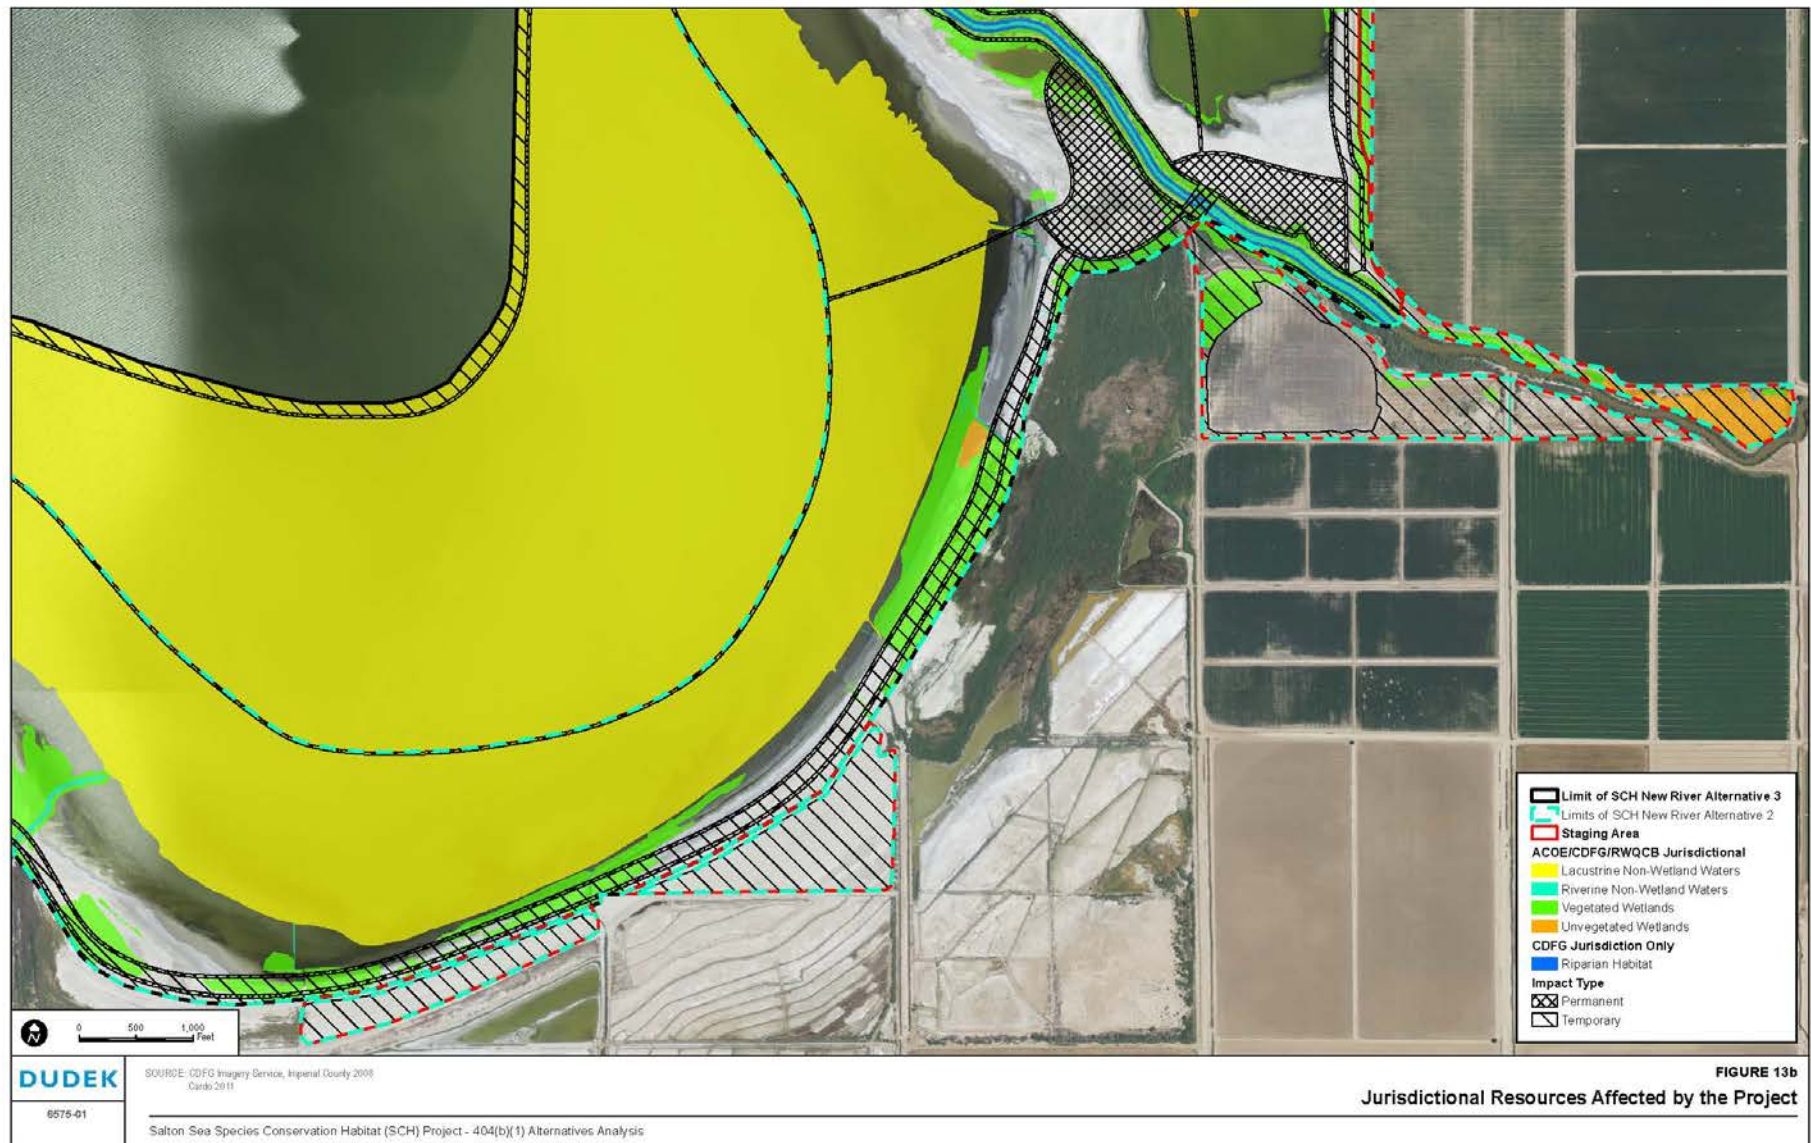 Limit of SCH New River Alternative 3
Limits of SCH New River Alternative 2
Staging Area
ACOE/CDFG/RWQCB Jurisdictional
Lacustrine Non-Wetland Waters
Riverine Non-Wetland Waters
Vegetated Wetlands
Unvegetated Wetlands
CDFG Jurisdiction Only
Riparian Habitat
Impact Type
Permanent
Temporary
N
0 500 1,000
Feet
DUDEK
6575-01
SOURCE: CDFG Imagery Service, Imperial County 2008
Cardo 2011
Salton Sea Species Conservation Habitat (SCH) Project - 404(b)(1) Alternatives Analysis
FIGURE 13b
Jurisdictional Resources Affected by the Project